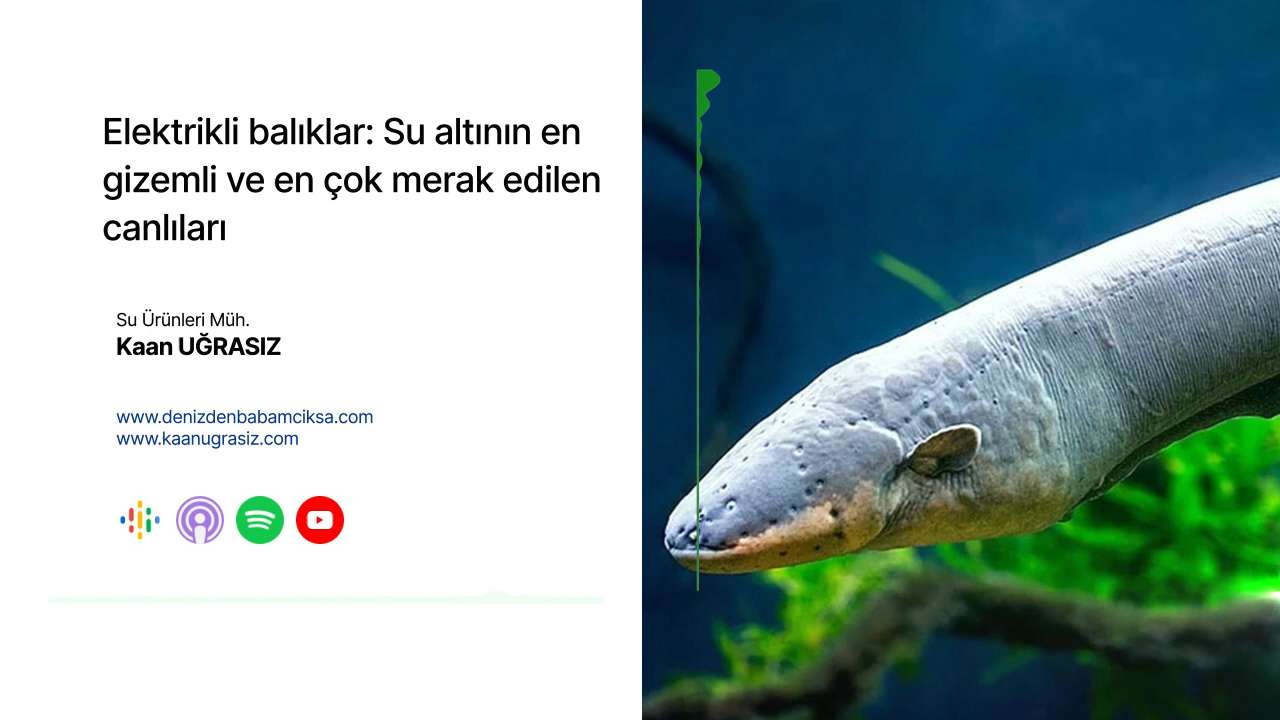 Elektrikli balıklar: Su altının en
gizemli ve en çok merak edilen
canlıları
Su Ürünleri Müh.
Kaan UĞRASIZ
www.denizdenbabamciksa.com
www.kaanugrasiz.com